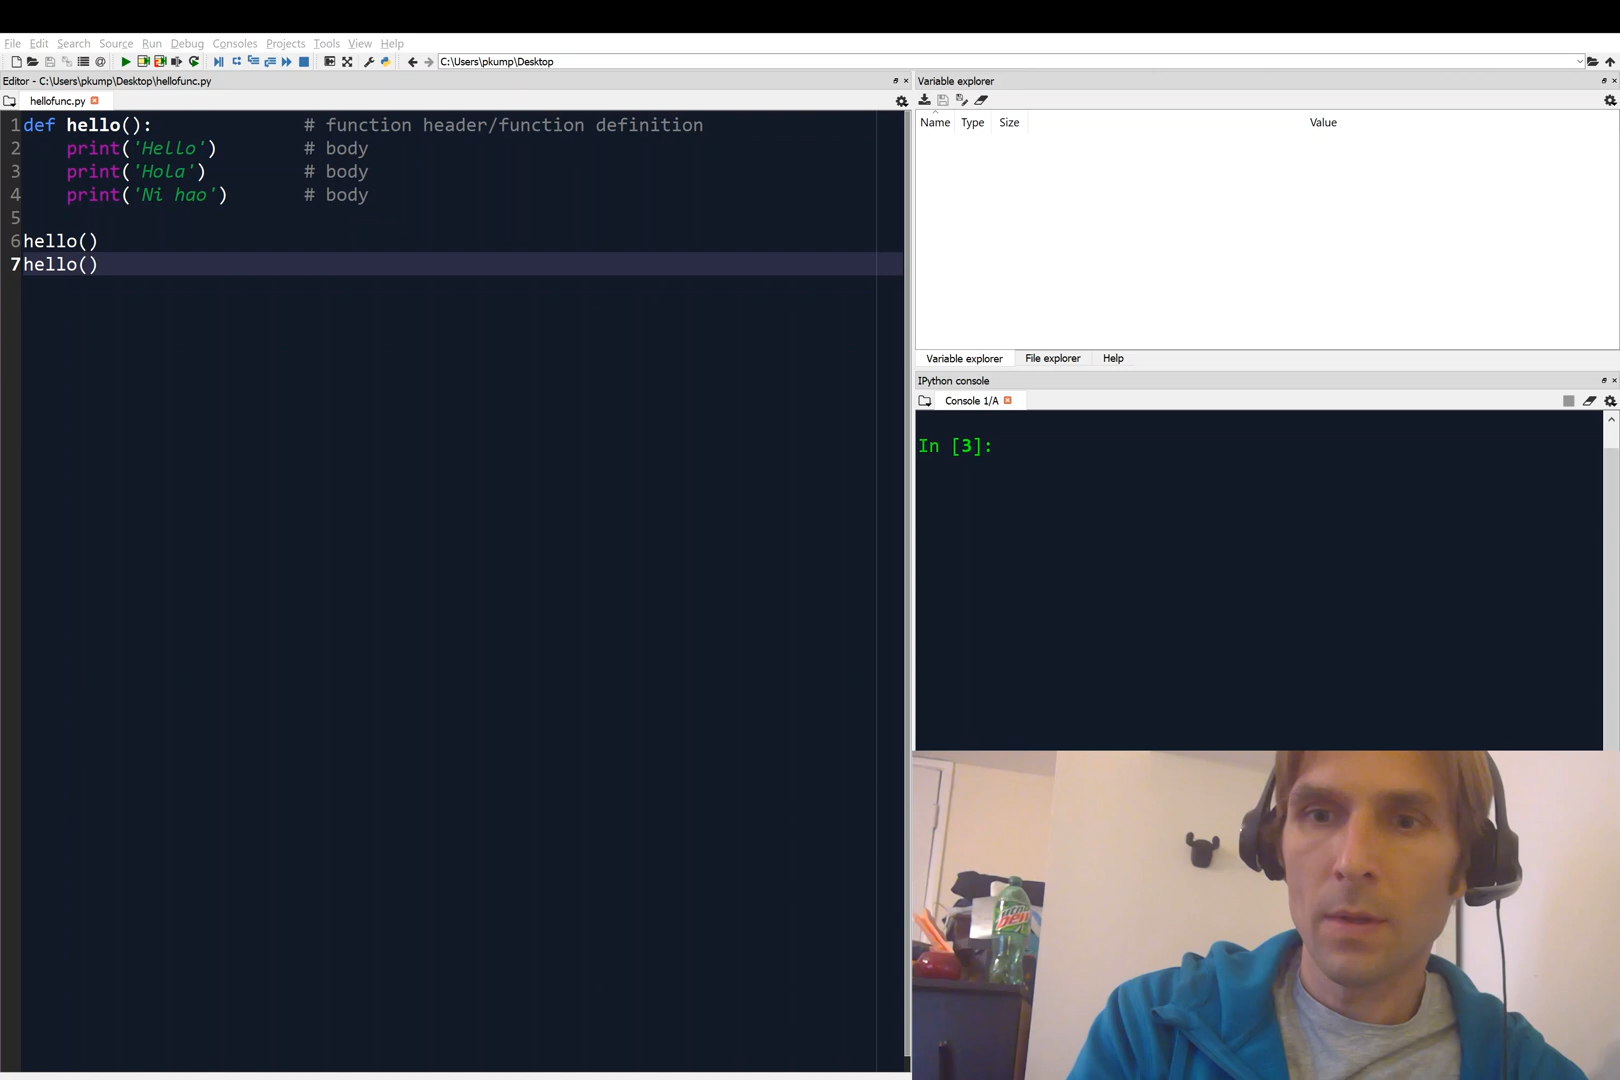 File Edit Search Source Run Debug Consoles Projects Tools View Help
C:\Users\pkump\Desktop
Editor - C:\Users\pkump\Desktop\hellofunc.py
hellofunc.py
1 def hello(): # function header/function definition
2 print('Hello') # body
3 print('Hola') # body
4 print('Ni hao') # body
5
6 hello()
7 hello()
Variable explorer
Name Type Size Value
Variable explorer File explorer Help
IPython console
Console 1/A
In [3]: